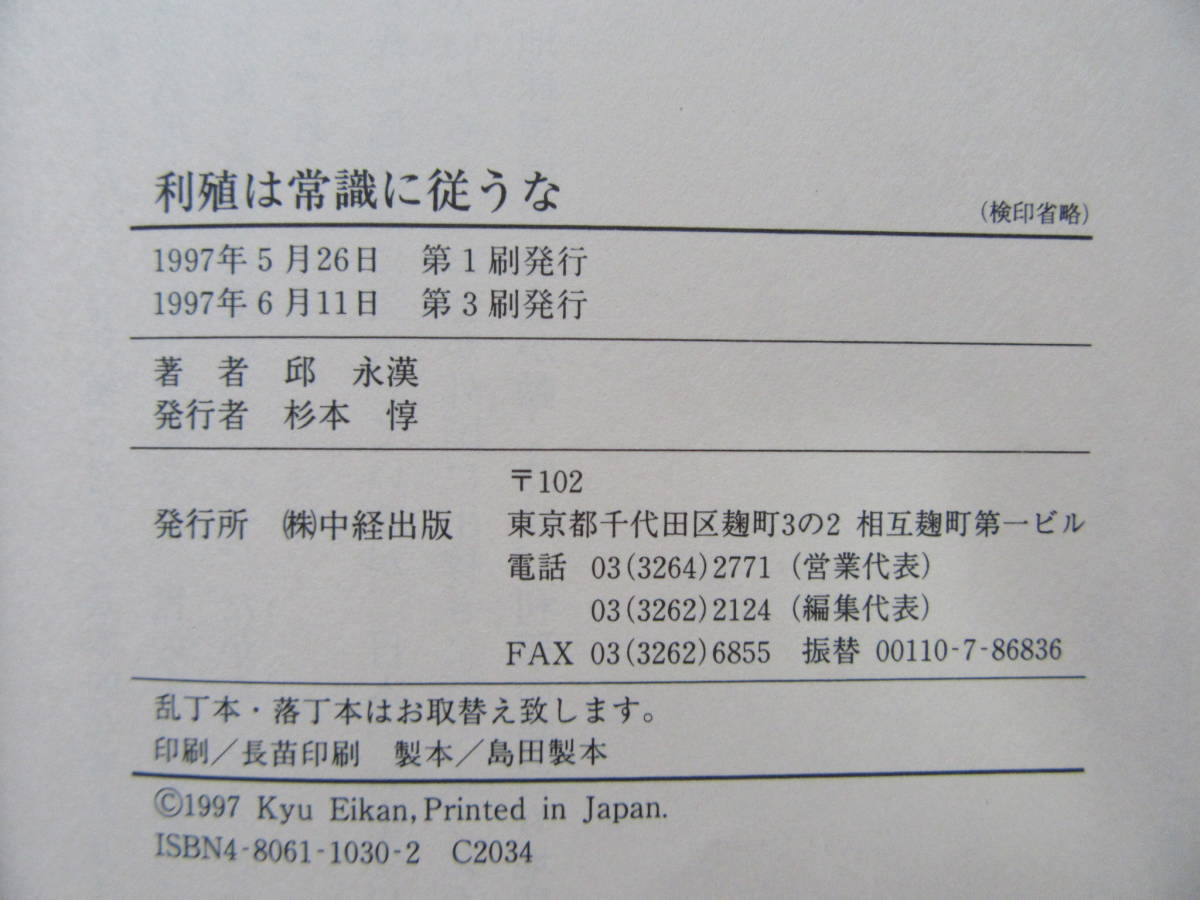 利殖は常識に従うな (検印省略)
1997年5月26日 第1刷発行
1997年6月11日 第3刷発行
著 者 邱 永漢
発行者 杉本 惇
〒102
発行所 ㈱中経出版 東京都千代田区麹町3の2 相互麹町第一ビル
電話 03(3264)2771 (営業代表)
03(3262)2124 (編集代表)
FAX 03(3262)6855 振替 00110-7-86836
乱丁本・落丁本はお取替え致します。
印刷/長苗印刷 製本/島田製本
©1997 Kyu Eikan, Printed in Japan.
ISBN4-8061-1030-2 C2034